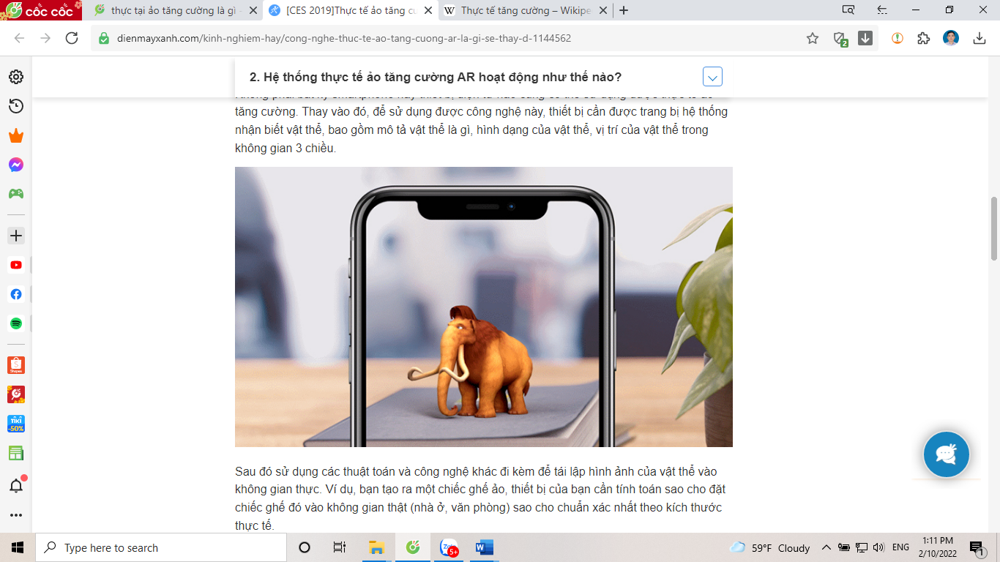 cốc cốc
thực tại ảo tăng cường là gì -
[CES 2019]Thực tế ảo tăng cư
Thực tế tăng cường – Wikipe
dienmayxanh.com/kinh-nghiem-hay/cong-nghe-thuc-te-ao-tang-cuong-ar-la-gi-se-thay-d-1144562
2
2. Hệ thống thực tế ảo tăng cường AR hoạt động như thế nào?
tăng cường. Thay vào đó, để sử dụng được công nghệ này, thiết bị cần được trang bị hệ thống
nhận biết vật thể, bao gồm mô tả vật thể là gì, hình dạng của vật thể, vị trí của vật thể trong
không gian 3 chiều.
Shopee
TIKI
-50%
Sau đó sử dụng các thuật toán và công nghệ khác đi kèm để tái lập hình ảnh của vật thể vào
không gian thực. Ví dụ, bạn tạo ra một chiếc ghế ảo, thiết bị của bạn cần tính toán sao cho đặt
chiếc ghế đó vào không gian thật (nhà ở, văn phòng) sao cho chuẩn xác nhất theo kích thước
thực tế.
Type here to search
5+
59°F Cloudy
ENG
1:11 PM
2/10/2022
1